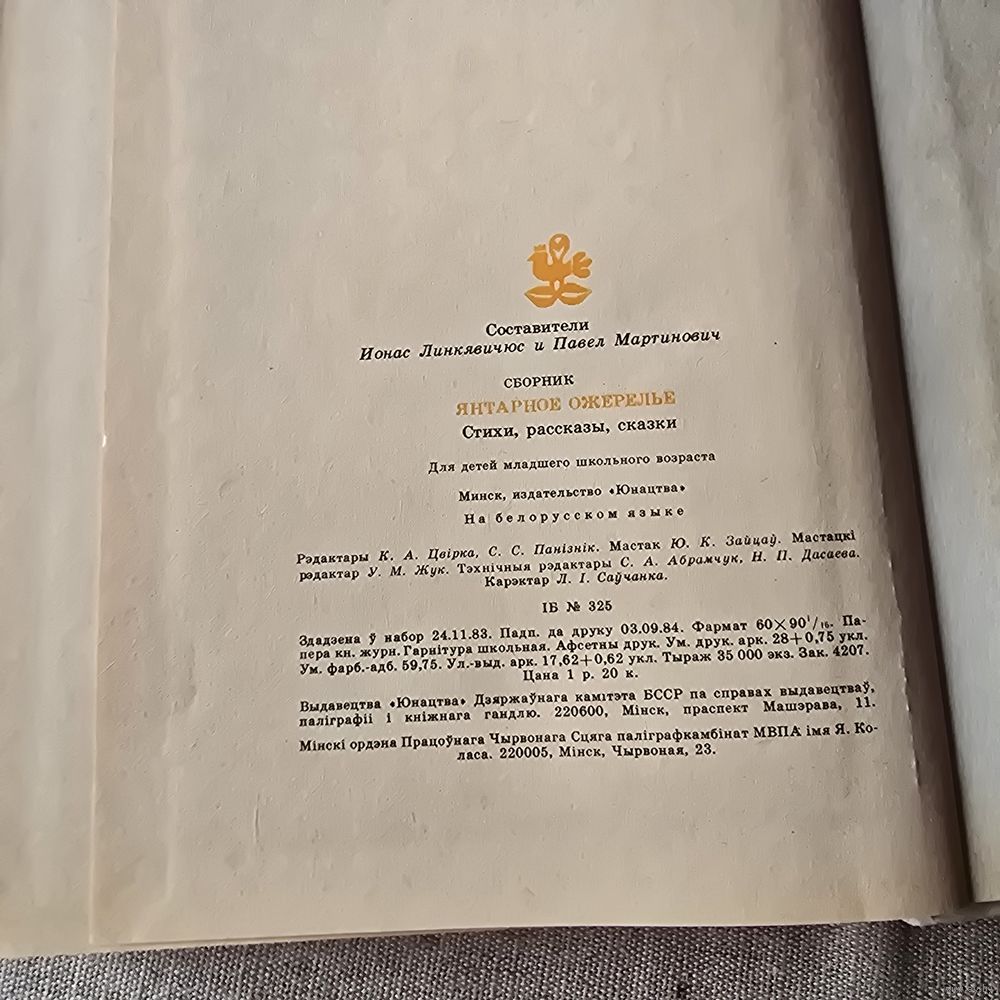 Составители
Ионас Линкявичюс и Павел Мартинович
СБОРНИК
ЯНТАРНОЕ ОЖЕРЕЛЬЕ
Стихи, рассказы, сказки
Для детей младшего школьного возраста
Минск, издательство «Юнацтва»
На белорусском языке
Рэдактары К. А. Цвірка, С. С. Панізнік. Мастак Ю. К. Зайцаў. Мастацкі
рэдактар У. М. Жук. Тэхнічныя рэдактары С. А. Абрамчук, Н. П. Дасаева.
Карэктар Л. І. Саўчанка.
ІБ № 325
Здадзена ў набор 24.11.83. Падп. да друку 03.09.84. Фармат 60×90¹/₁₆. Па-
пера кн. журн. Гарнітура школьная. Афсетны друк. Ум. друк. арк. 28+0,75 укл.
Ум. фарб.-адб. 59,75. Ул.-выд. арк. 17,62+0,62 укл. Тыраж 35 000 экз. Зак. 4207.
Цана 1 р. 20 к.
Выдавецтва «Юнацтва» Дзяржаўнага камітэта БССР па справах выдавецтваў,
паліграфіі і кніжнага гандлю. 220600, Мінск, праспект Машэрава, 11.
Мінскі ордэна Працоўнага Чырвонага Сцяга паліграфкамбінат МВПА імя Я. Ко-
ласа. 220005, Мінск, Чырвоная, 23.